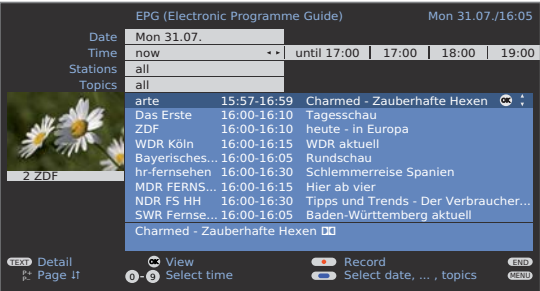 EPG (Electronic Programme Guide) Mon 31.07./16:05
Date Mon 31.07.
Time now until 17:00 17:00 18:00 19:00
Stations all
Topics all
arte 15:57-16:59 Charmed - Zauberhafte Hexen OK
Das Erste 16:00-16:10 Tagesschau
ZDF 16:00-16:10 heute - in Europa
WDR Köln 16:00-16:15 WDR aktuell
Bayerisches... 16:00-16:05 Rundschau
hr-fernsehen 16:00-16:30 Schlemmerreise Spanien
MDR FERNS... 16:00-16:15 Hier ab vier
NDR FS HH 16:00-16:30 Tipps und Trends - Der Verbraucher...
SWR Fernse... 16:00-16:05 Baden-Württemberg aktuell
2 ZDF
Charmed - Zauberhafte Hexen
TEXT Detail OK View Record END
P+ P- Page 0 - 9 Select time Select date, ... , topics MENU